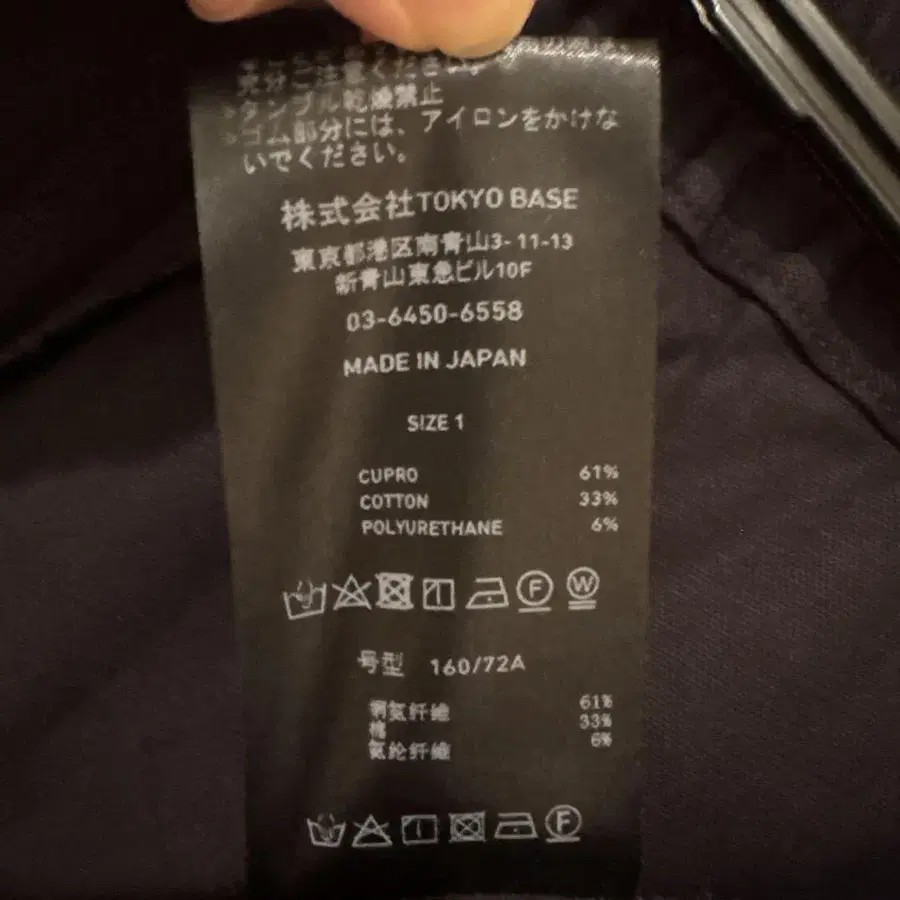 充分ご注意ください。
タンブル乾燥禁止
ゴム部分には、アイロンをかけな
いでください。
株式会社TOKYO BASE
東京都港区南青山3-11-13
新青山東急ビル10F
03-6450-6558
MADE IN JAPAN
SIZE 1
CUPRO 61%
COTTON 33%
POLYURETHANE 6%
F W
号型 160/72A
铜氨纤维 61%
棉 33%
氨纶纤维 6%
F